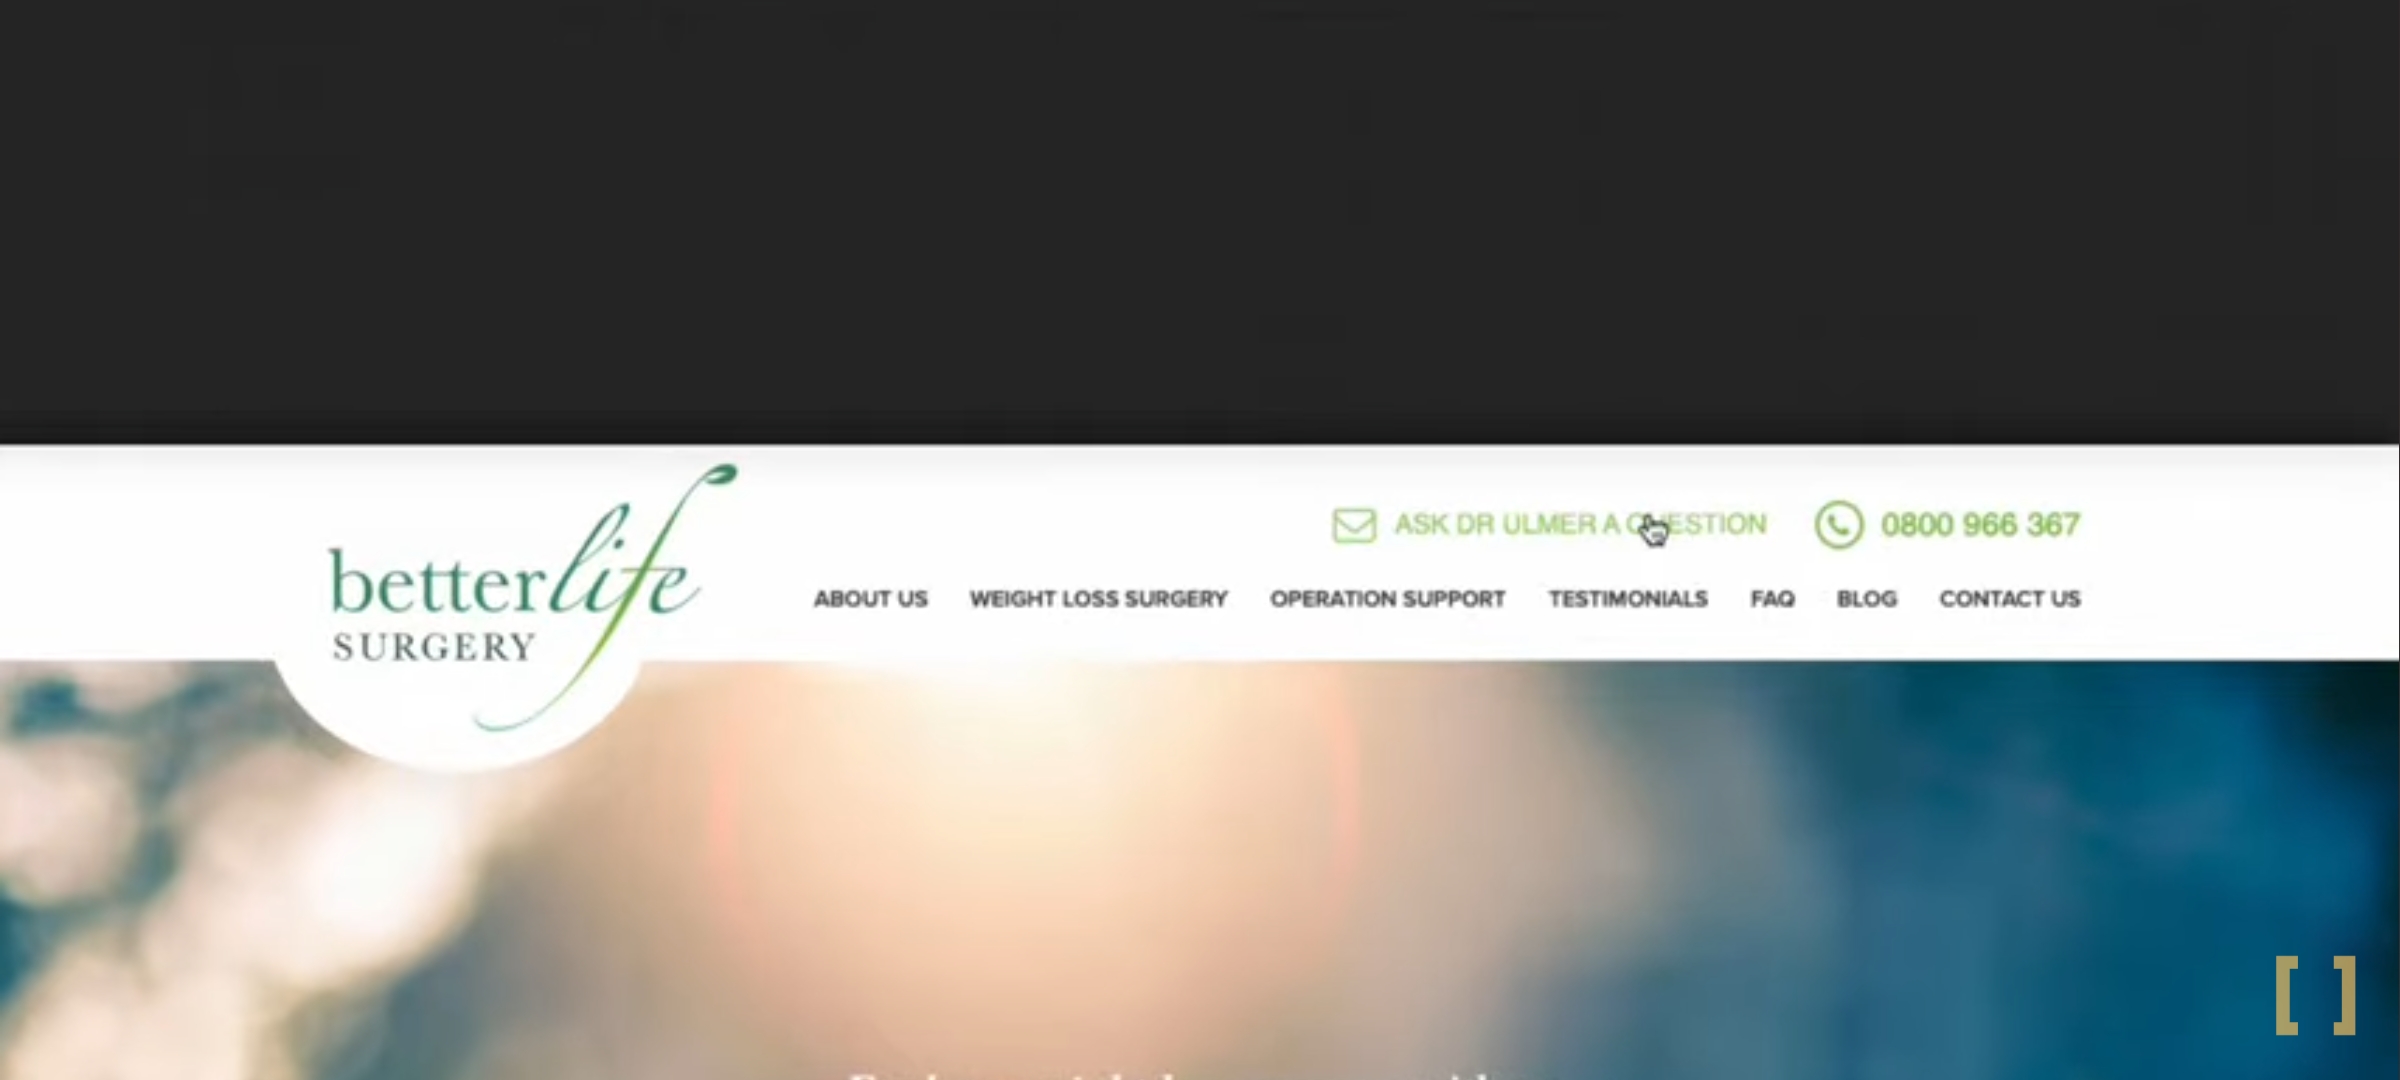 ASK DR ULMER A QUESTION 0800 966 367
betterlife
SURGERY
ABOUT US WEIGHT LOSS SURGERY OPERATION SUPPORT TESTIMONIALS FAQ BLOG CONTACT US
[ ]